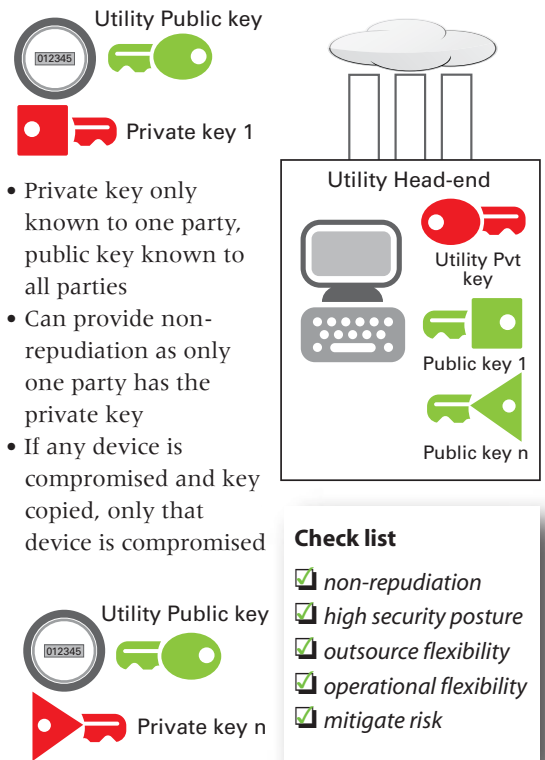 Utility Public key
012345
Private key 1
• Private key only
known to one party,
public key known to
all parties
• Can provide non-
repudiation as only
one party has the
private key
• If any device is
compromised and key
copied, only that
device is compromised
Utility Public key
012345
Private key n
Utility Head-end
Utility Pvt
key
Public key 1
Public key n
Check list
non-repudiation
high security posture
outsource flexibility
operational flexibility
mitigate risk